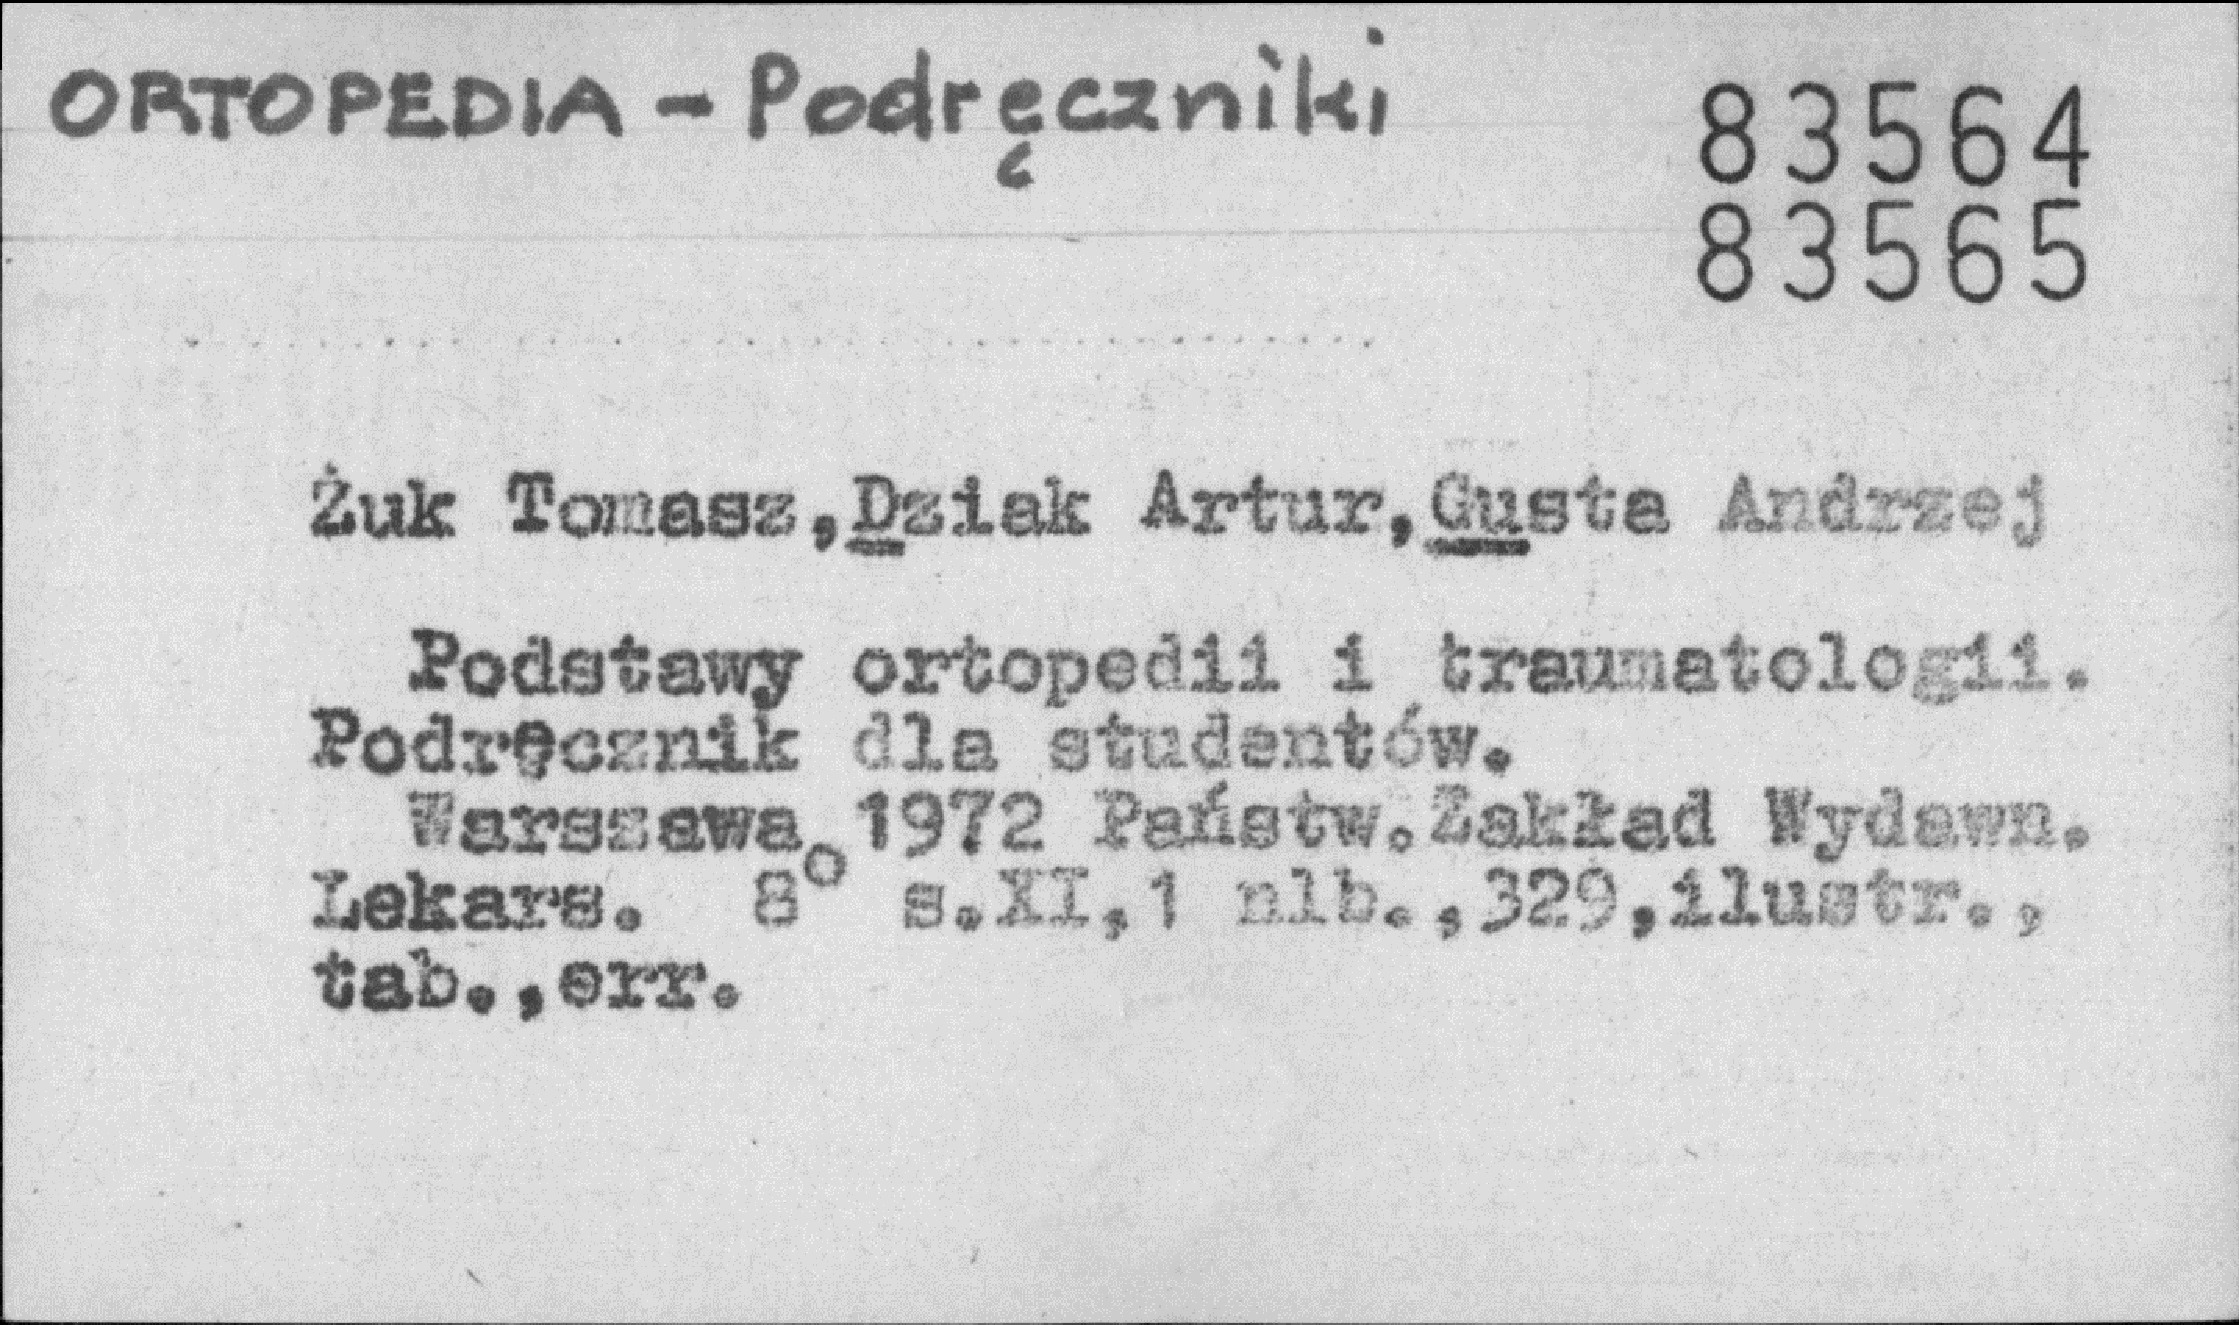 ORTOPEDIA - Podręczniki
83564
83565
Żuk Tomasz, Dziak Artur, Gusta Andrzej
Podstawy ortopedii i traumatologii.
Podręcznik dla studentów.
Warszawa 1972 Państw. Zakład Wydawn.
Lekars. 8° s.XI,1 nlb.,329,ilustr.,
tab.,err.